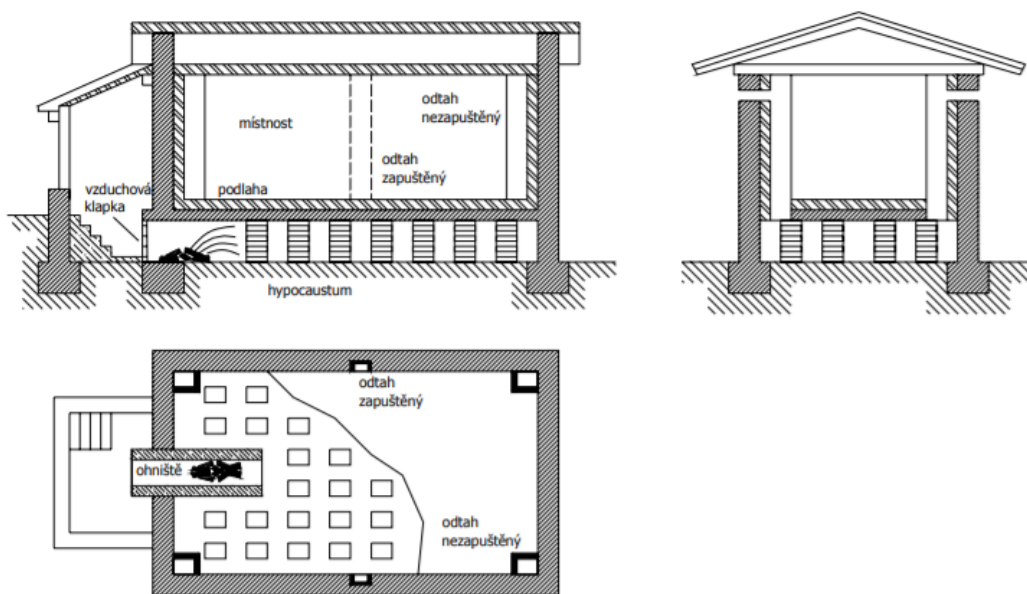 místnost
odtah
nezapuštěný
odtah
zapuštěný
vzduchová
klapka
podlaha
hypocaustum
odtah
zapuštěný
ohniště
odtah
nezapuštěný